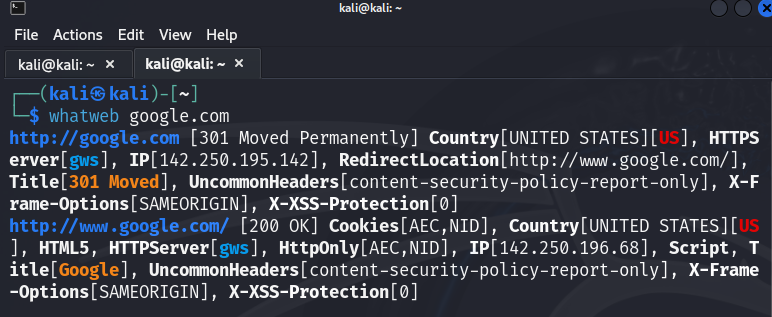 kali@kali: ~
File Actions Edit View Help
kali@kali: ~ × kali@kali: ~ ×
┌──(kali㉿kali)-[~]
└─$ whatweb google.com
http://google.com [301 Moved Permanently] Country[UNITED STATES][US], HTTPS
erver[gws], IP[142.250.195.142], RedirectLocation[http://www.google.com/],
Title[301 Moved], UncommonHeaders[content-security-policy-report-only], X-F
rame-Options[SAMEORIGIN], X-XSS-Protection[0]
http://www.google.com/ [200 OK] Cookies[AEC,NID], Country[UNITED STATES][US
], HTML5, HTTPServer[gws], HttpOnly[AEC,NID], IP[142.250.196.68], Script, T
itle[Google], UncommonHeaders[content-security-policy-report-only], X-Frame
-Options[SAMEORIGIN], X-XSS-Protection[0]